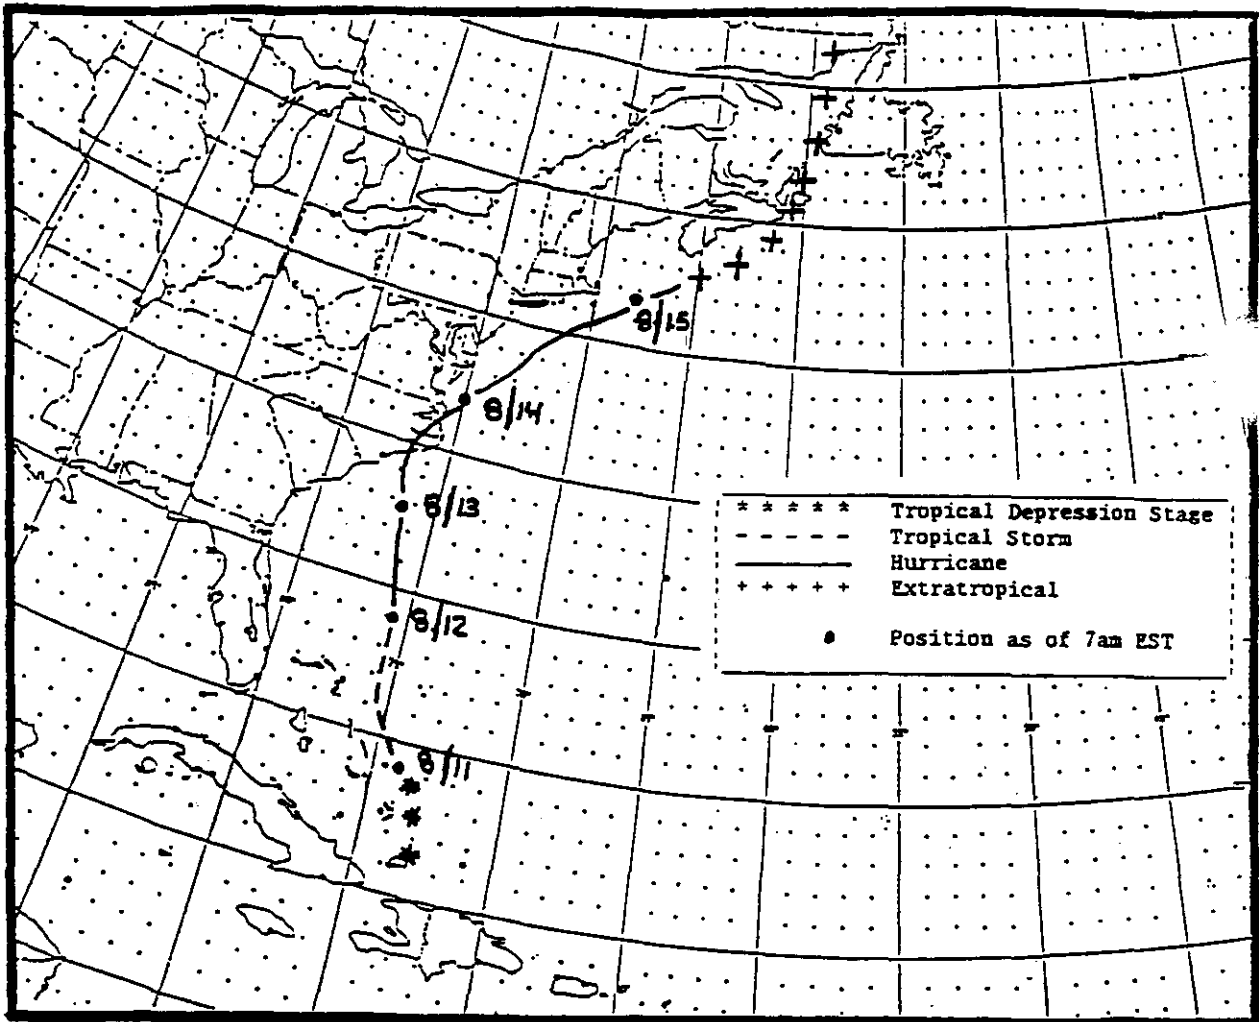 8/15
8/14
8/13
8/12
8/11
* * * * * Tropical Depression Stage
- - - - - Tropical Storm
Hurricane
+ + + + + Extratropical
• Position as of 7am EST